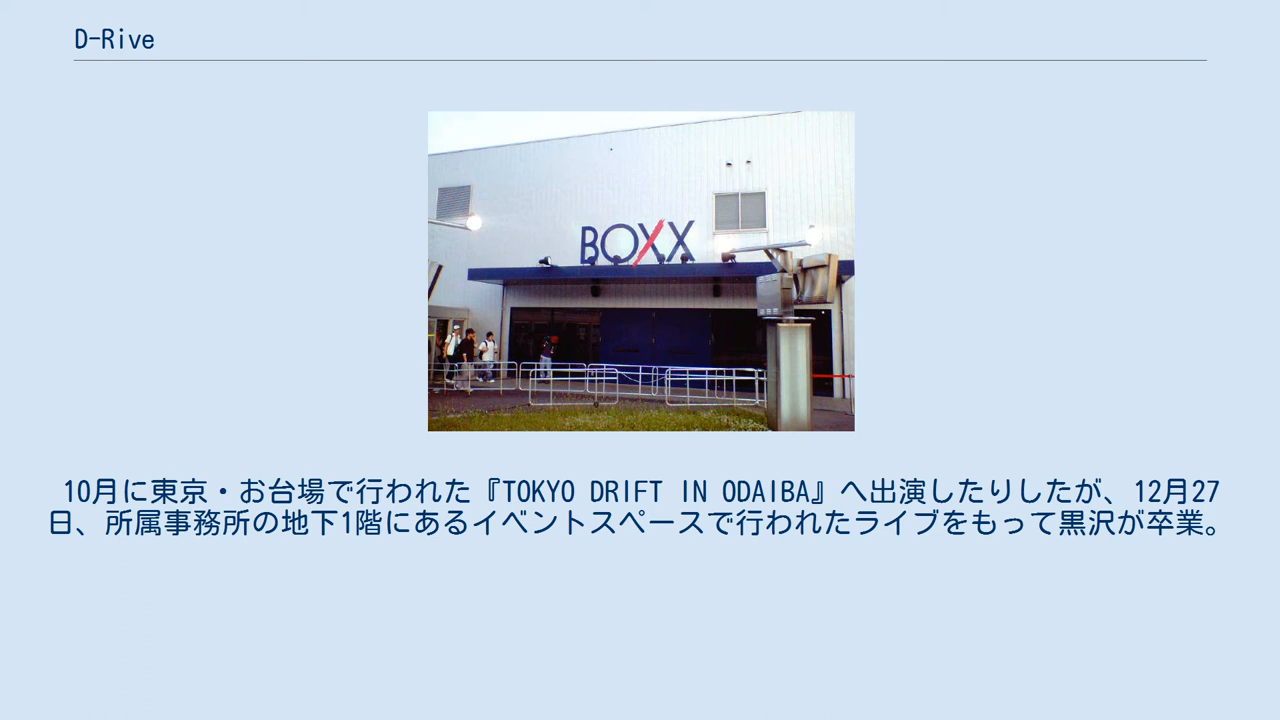 D-Rive
BOXX
10月に東京・お台場で行われた『TOKYO DRIFT IN ODAIBA』へ出演したりしたが、12月27
日、所属事務所の地下1階にあるイベントスペースで行われたライブをもって黒沢が卒業。